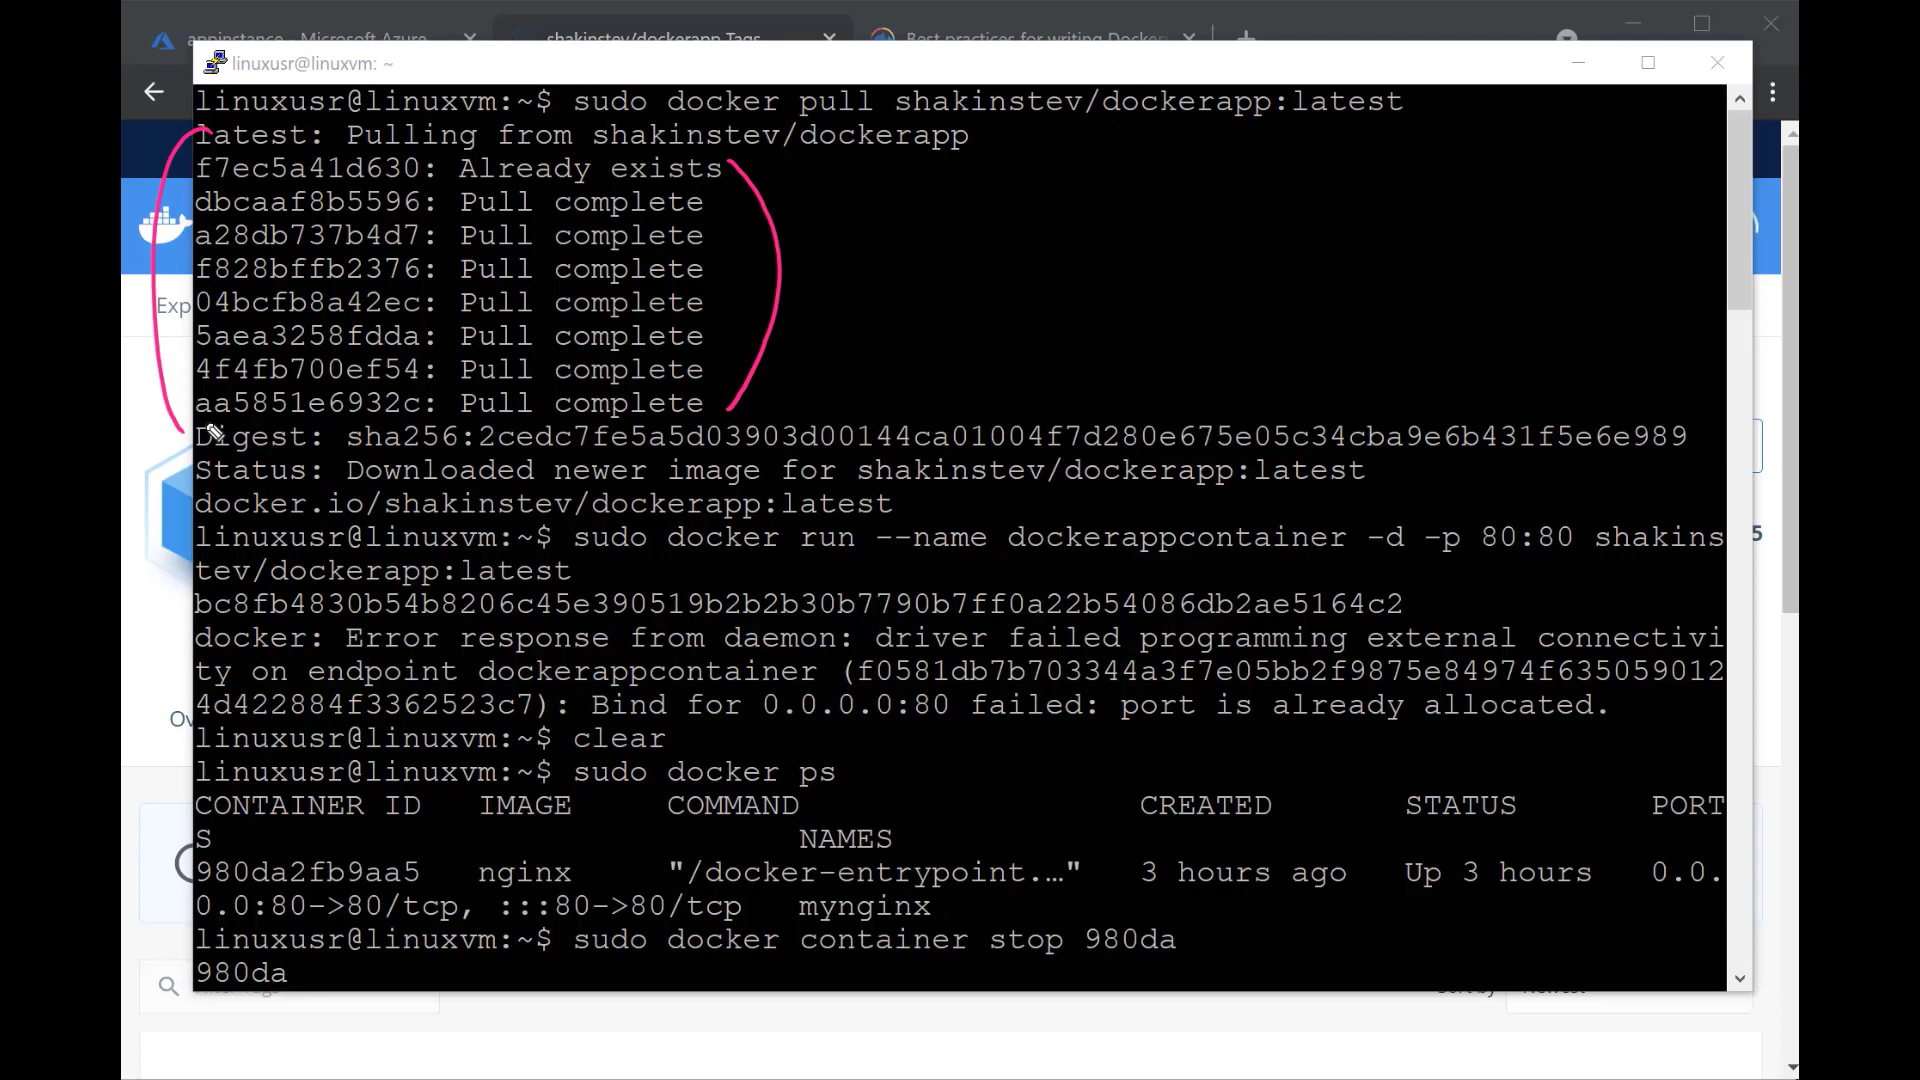 appinstance - Microsoft Azure
shakinstev/dockerapp Tags
Best practices for writing Docker
linuxusr@linuxvm: ~
linuxusr@linuxvm:~$ sudo docker pull shakinstev/dockerapp:latest
latest: Pulling from shakinstev/dockerapp
f7ec5a41d630: Already exists
dbcaaf8b5596: Pull complete
a28db737b4d7: Pull complete
f828bffb2376: Pull complete
Exp
04bcfb8a42ec: Pull complete
5aea3258fdda: Pull complete
4f4fb700ef54: Pull complete
aa5851e6932c: Pull complete
Digest: sha256:2cedc7fe5a5d03903d00144ca01004f7d280e675e05c34cba9e6b431f5e6e989
Status: Downloaded newer image for shakinstev/dockerapp:latest
docker.io/shakinstev/dockerapp:latest
linuxusr@linuxvm:~$ sudo docker run --name dockerappcontainer -d -p 80:80 shakins
5
tev/dockerapp:latest
bc8fb4830b54b8206c45e390519b2b2b30b7790b7ff0a22b54086db2ae5164c2
docker: Error response from daemon: driver failed programming external connectivi
ty on endpoint dockerappcontainer (f0581db7b703344a3f7e05bb2f9875e84974f635059012
4d422884f3362523c7): Bind for 0.0.0.0:80 failed: port is already allocated.
Ov
linuxusr@linuxvm:~$ clear
linuxusr@linuxvm:~$ sudo docker ps
CONTAINER ID   IMAGE     COMMAND                  CREATED       STATUS       PORT
S                               NAMES
980da2fb9aa5   nginx     "/docker-entrypoint.…"   3 hours ago   Up 3 hours   0.0.
0.0:80->80/tcp, :::80->80/tcp   mynginx
linuxusr@linuxvm:~$ sudo docker container stop 980da
980da